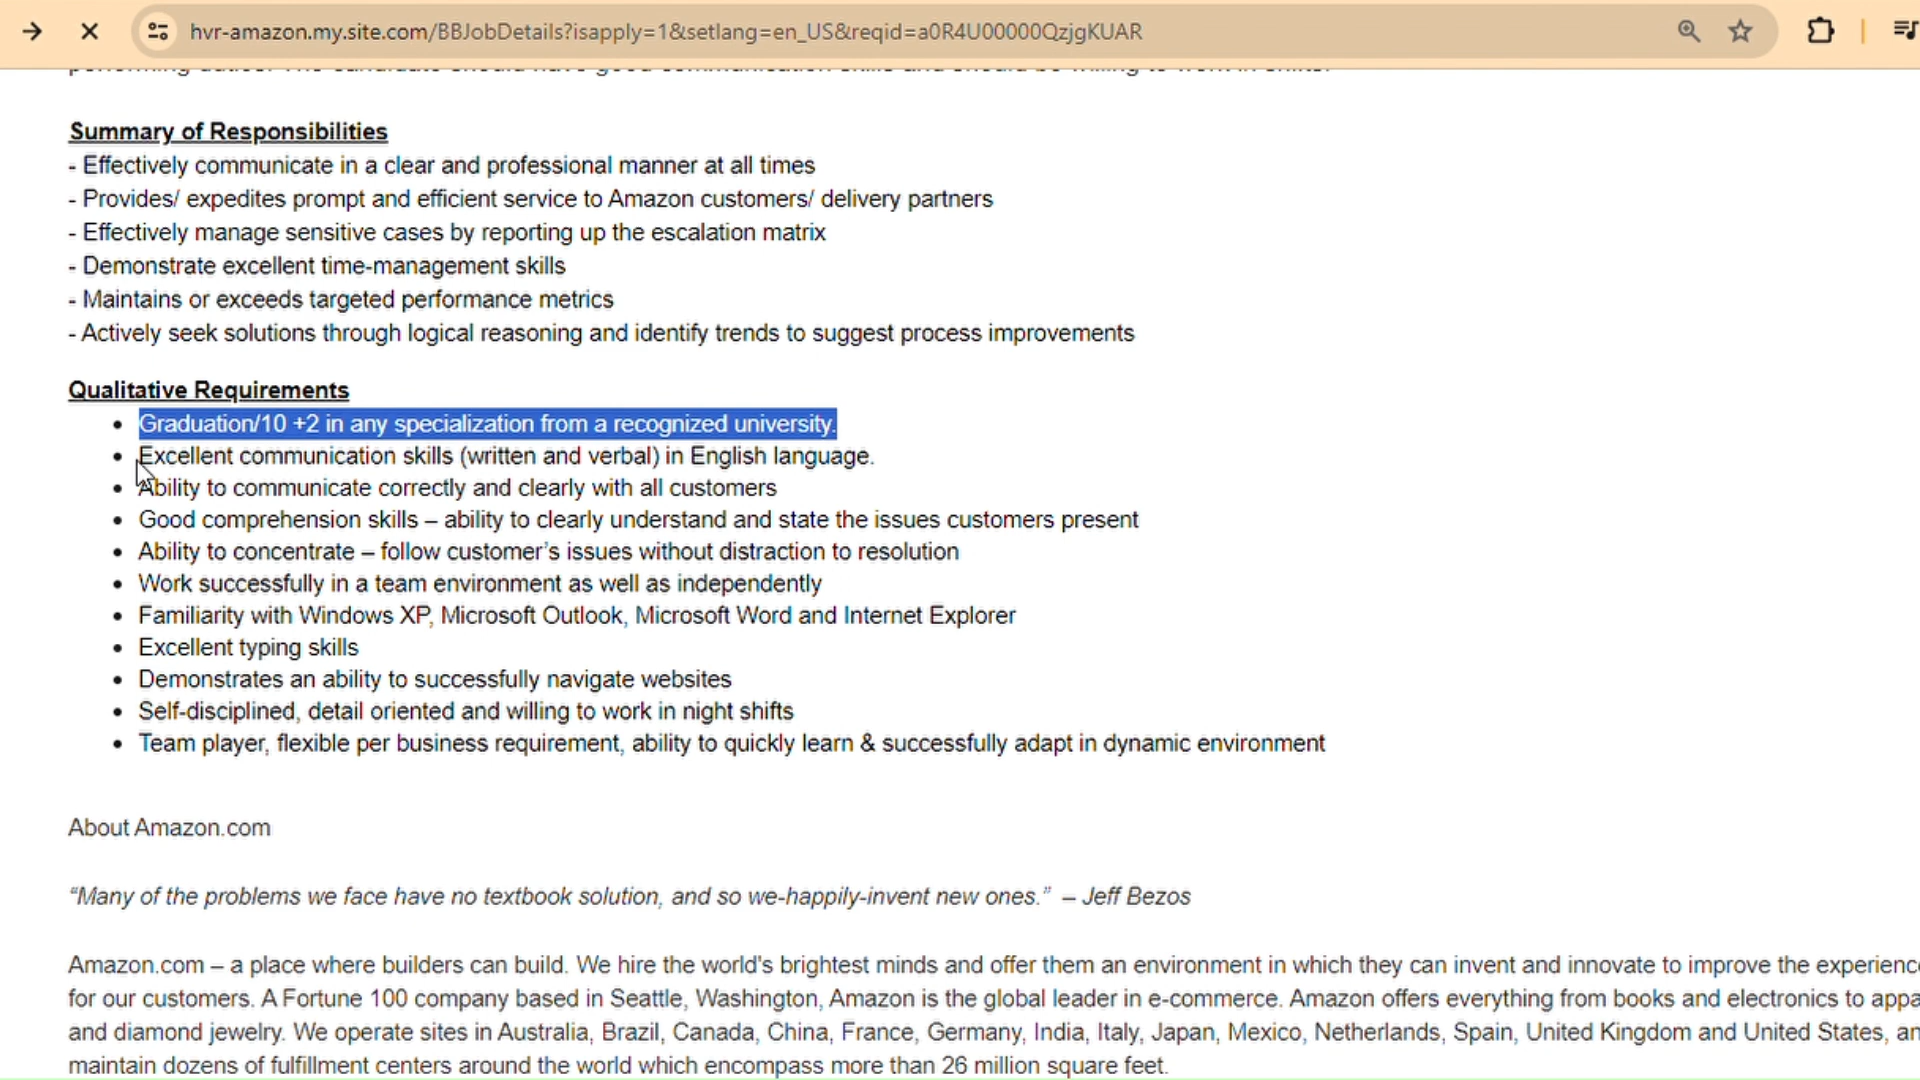 hvr-amazon.my.site.com/BBJobDetails?isapply=1&setlang=en_US&reqid=a0R4U00000QzjgKUAR
Summary of Responsibilities
- Effectively communicate in a clear and professional manner at all times
- Provides/ expedites prompt and efficient service to Amazon customers/ delivery partners
- Effectively manage sensitive cases by reporting up the escalation matrix
- Demonstrate excellent time-management skills
- Maintains or exceeds targeted performance metrics
- Actively seek solutions through logical reasoning and identify trends to suggest process improvements
Qualitative Requirements
• Graduation/10 +2 in any specialization from a recognized university.
• Excellent communication skills (written and verbal) in English language.
• Ability to communicate correctly and clearly with all customers
• Good comprehension skills – ability to clearly understand and state the issues customers present
• Ability to concentrate – follow customer’s issues without distraction to resolution
• Work successfully in a team environment as well as independently
• Familiarity with Windows XP, Microsoft Outlook, Microsoft Word and Internet Explorer
• Excellent typing skills
• Demonstrates an ability to successfully navigate websites
• Self-disciplined, detail oriented and willing to work in night shifts
• Team player, flexible per business requirement, ability to quickly learn & successfully adapt in dynamic environment
About Amazon.com
“Many of the problems we face have no textbook solution, and so we-happily-invent new ones.” – Jeff Bezos
Amazon.com – a place where builders can build. We hire the world's brightest minds and offer them an environment in which they can invent and innovate to improve the experienc
for our customers. A Fortune 100 company based in Seattle, Washington, Amazon is the global leader in e-commerce. Amazon offers everything from books and electronics to appa
and diamond jewelry. We operate sites in Australia, Brazil, Canada, China, France, Germany, India, Italy, Japan, Mexico, Netherlands, Spain, United Kingdom and United States, an
maintain dozens of fulfillment centers around the world which encompass more than 26 million square feet.